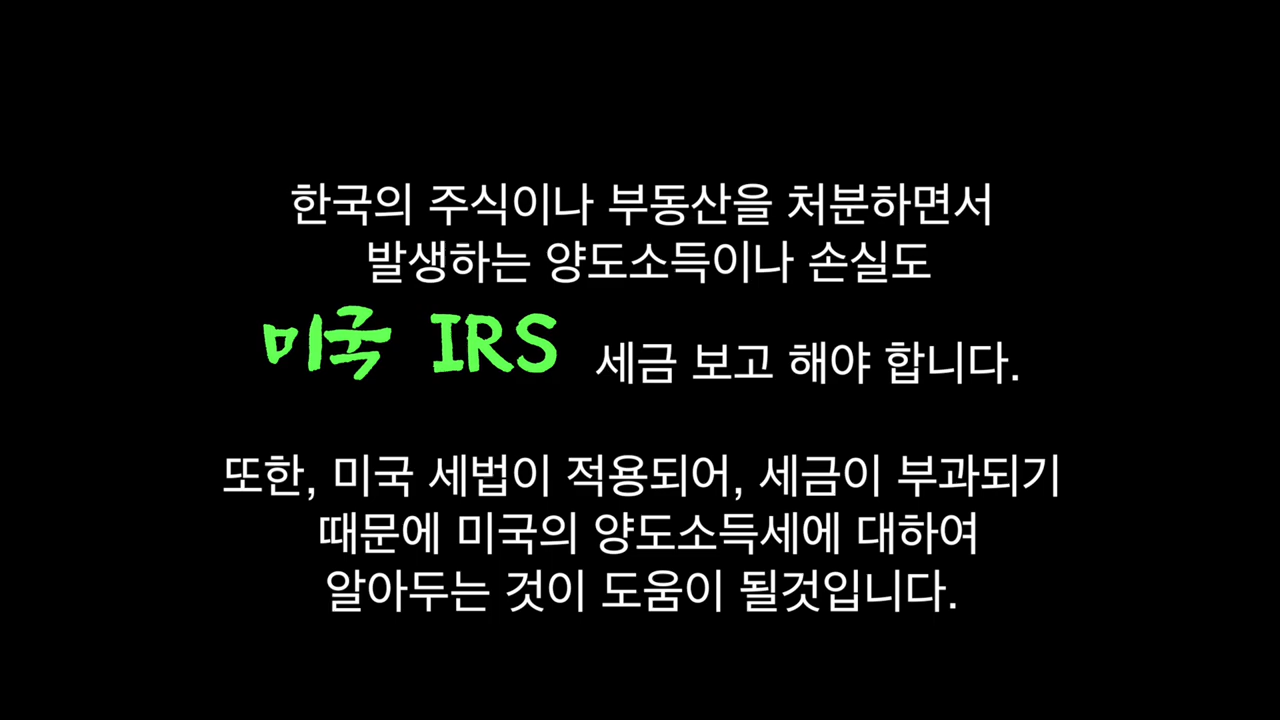 한국의 주식이나 부동산을 처분하면서
발생하는 양도소득이나 손실도
미국 IRS 세금 보고 해야 합니다.
또한, 미국 세법이 적용되어, 세금이 부과되기
때문에 미국의 양도소득세에 대하여
알아두는 것이 도움이 될것입니다.